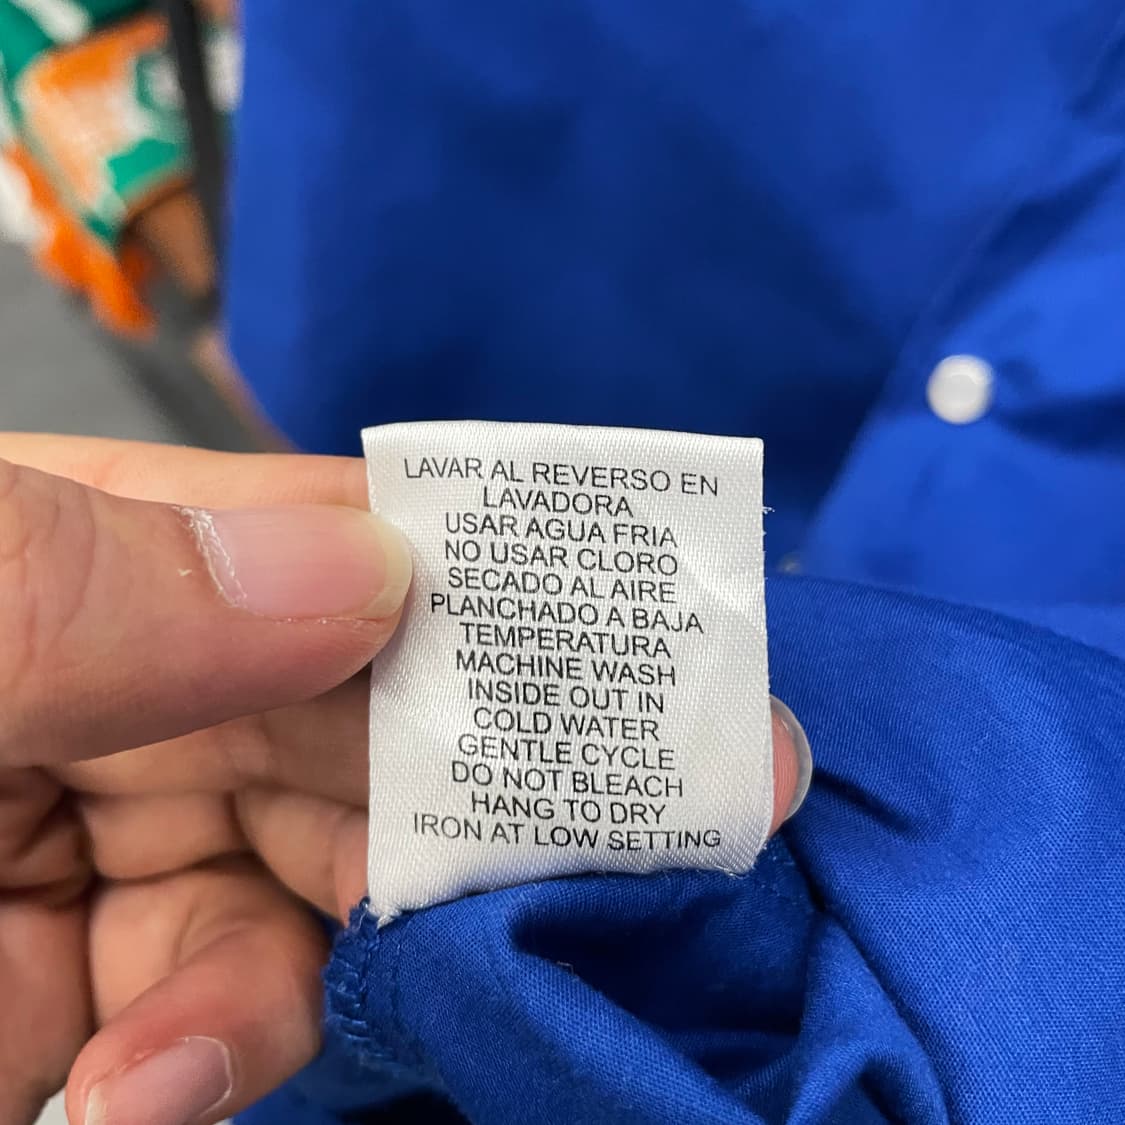 LAVAR AL REVERSO EN
LAVADORA
USAR AGUA FRIA
NO USAR CLORO
SECADO AL AIRE
PLANCHADO A BAJA
TEMPERATURA
MACHINE WASH
INSIDE OUT IN
COLD WATER
GENTLE CYCLE
DO NOT BLEACH
HANG TO DRY
IRON AT LOW SETTING